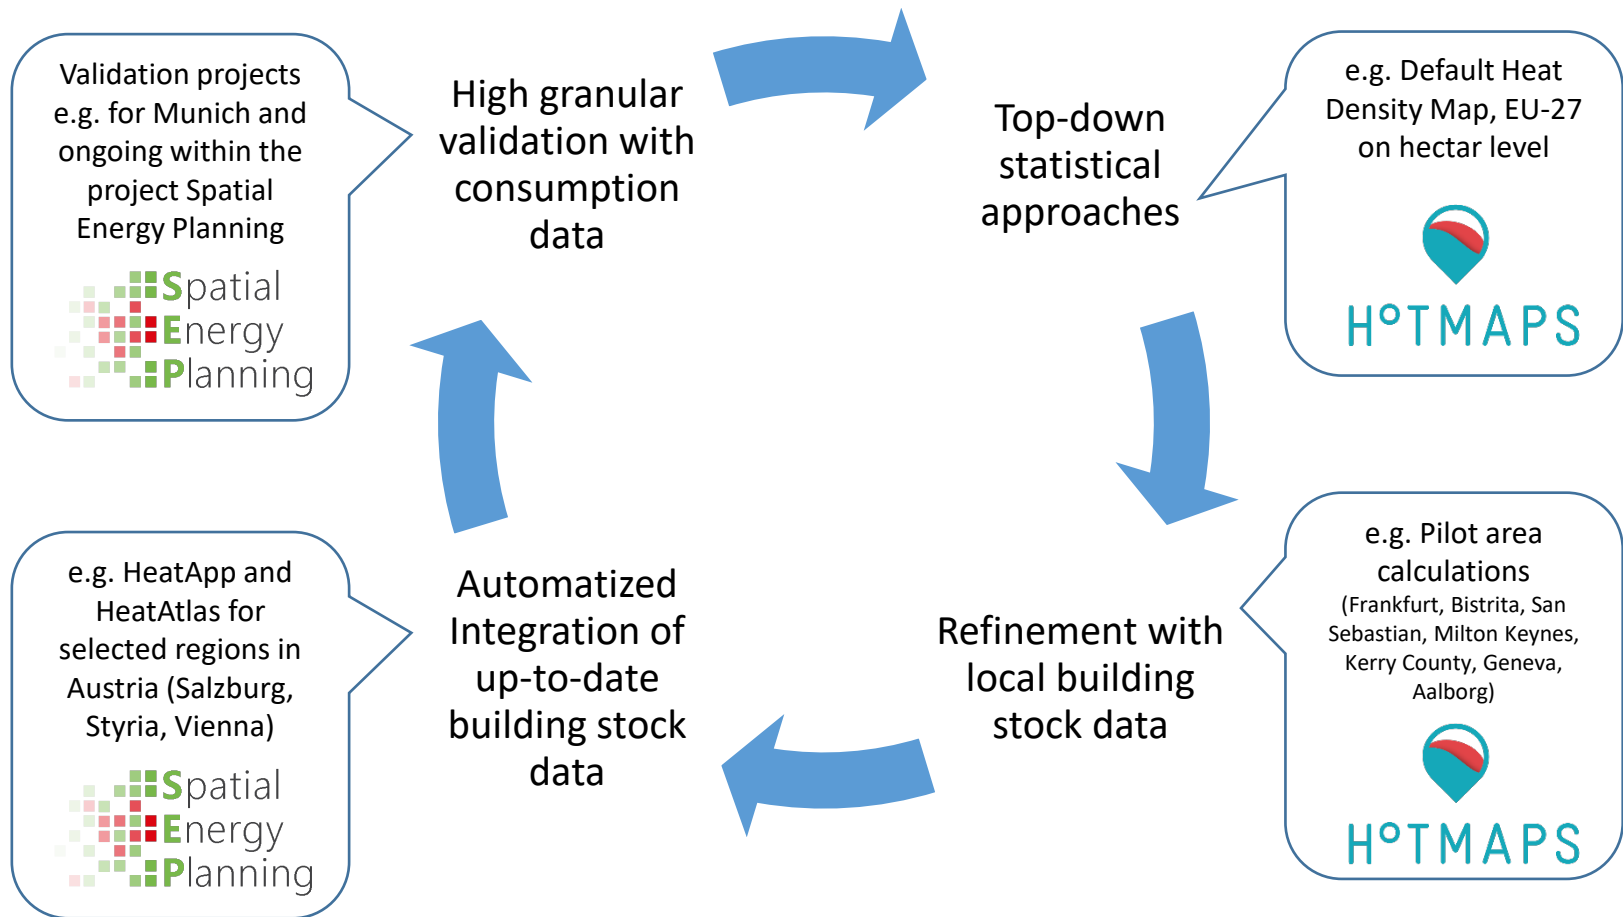 Validation projects
e.g. for Munich and
ongoing within the
project Spatial
Energy Planning
Spatial
Energy
Planning
High granular
validation with
consumption
data
Top-down
statistical
approaches
e.g. Default Heat
Density Map, EU-27
on hectar level
HOTMAPS
e.g. HeatApp and
HeatAtlas for
selected regions in
Austria (Salzburg,
Styria, Vienna)
Spatial
Energy
Planning
Automatized
Integration of
up-to-date
building stock
data
Refinement with
local building
stock data
e.g. Pilot area
calculations
(Frankfurt, Bistrita, San
Sebastian, Milton Keynes,
Kerry County, Geneva,
Aalborg)
HOTMAPS